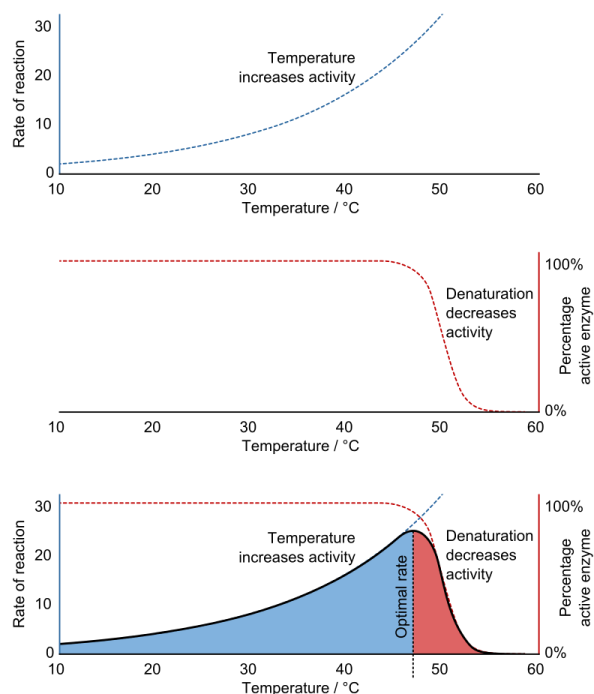 30
20
10
0
Rate of reaction
Temperature
increases activity
10 20 30 40 50 60
Temperature / °C
100%
0%
Percentage
active enzyme
Denaturation
decreases
activity
10 20 30 40 50 60
Temperature / °C
30
20
10
0
Rate of reaction
Temperature
increases activity
Optimal rate
Denaturation
decreases
activity
100%
0%
Percentage
active enzyme
10 20 30 40 50 60
Temperature / °C